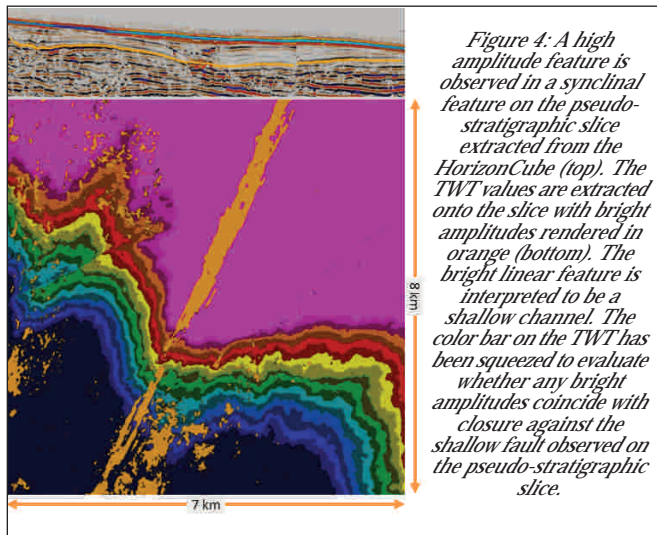 Figure 4: A high
amplitude feature is
observed in a synclinal
feature on the pseudo-
stratigraphic slice
extracted from the
HorizonCube (top). The
TWT values are extracted
onto the slice with bright
amplitudes rendered in
orange (bottom). The
bright linear feature is
interpreted to be a
shallow channel. The
color bar on the TWT has
been squeezed to evaluate
whether any bright
amplitudes coincide with
closure against the
shallow fault observed on
the pseudo-stratigraphic
slice.
8 km
7 km